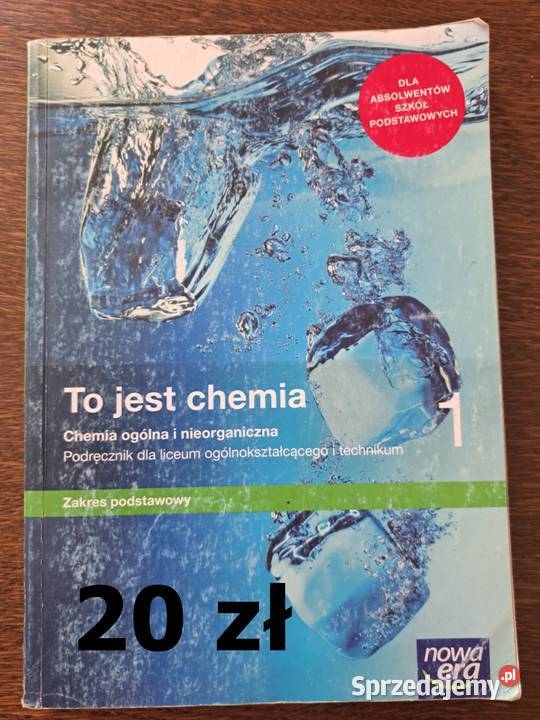 DLA
ABSOLWENTÓW
SZKÓŁ
PODSTAWOWYCH
To jest chemia
1
Chemia ogólna i nieorganiczna
Podręcznik dla liceum ogólnokształcącego i technikum
Zakres podstawowy
20 zł
nowa
era
Sprzedajemy.pl